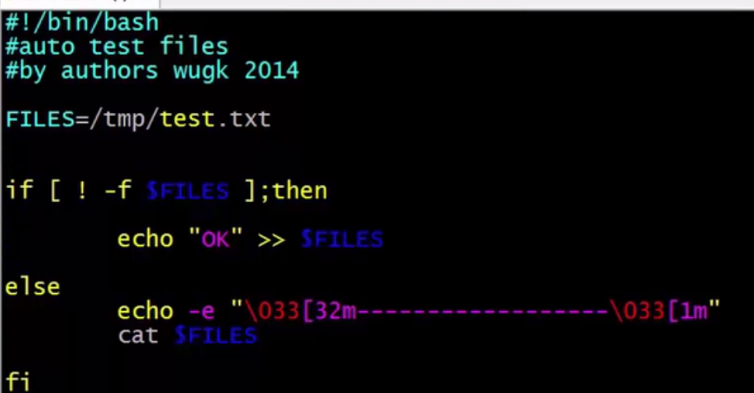 #!/bin/bash
#auto test files
#by authors wugk 2014
FILES=/tmp/test.txt
if [ ! -f $FILES ];then
echo "OK" >> $FILES
else
echo -e "\033[32m------------------\033[1m"
cat $FILES
fi